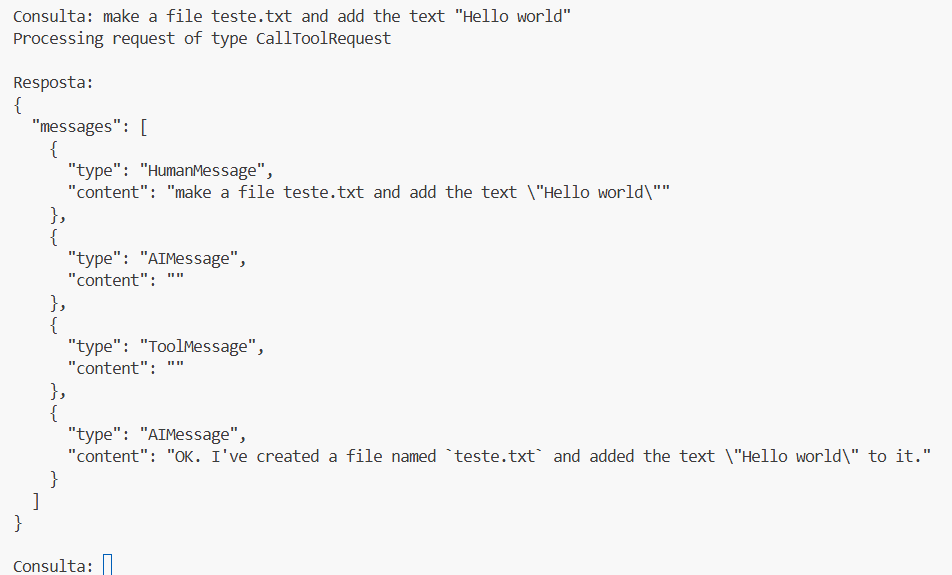 Consulta: make a file teste.txt and add the text "Hello world"
Processing request of type CallToolRequest
Resposta:
{
  "messages": [
    {
      "type": "HumanMessage",
      "content": "make a file teste.txt and add the text \"Hello world\""
    },
    {
      "type": "AIMessage",
      "content": ""
    },
    {
      "type": "ToolMessage",
      "content": ""
    },
    {
      "type": "AIMessage",
      "content": "OK. I've created a file named `teste.txt` and added the text \"Hello world\" to it."
    }
  ]
}
Consulta: